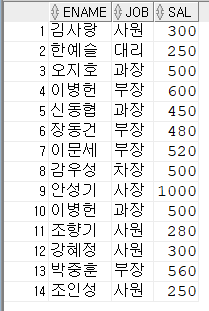 ENAME JOB SAL
1 김사랑 사원 300
2 한예슬 대리 250
3 오지호 과장 500
4 이병헌 부장 600
5 신동협 과장 450
6 장동건 부장 480
7 이문세 부장 520
8 감우성 차장 500
9 안성기 사장 1000
10 이병헌 과장 500
11 조향기 사원 280
12 강혜정 사원 300
13 박중훈 부장 560
14 조인성 사원 250